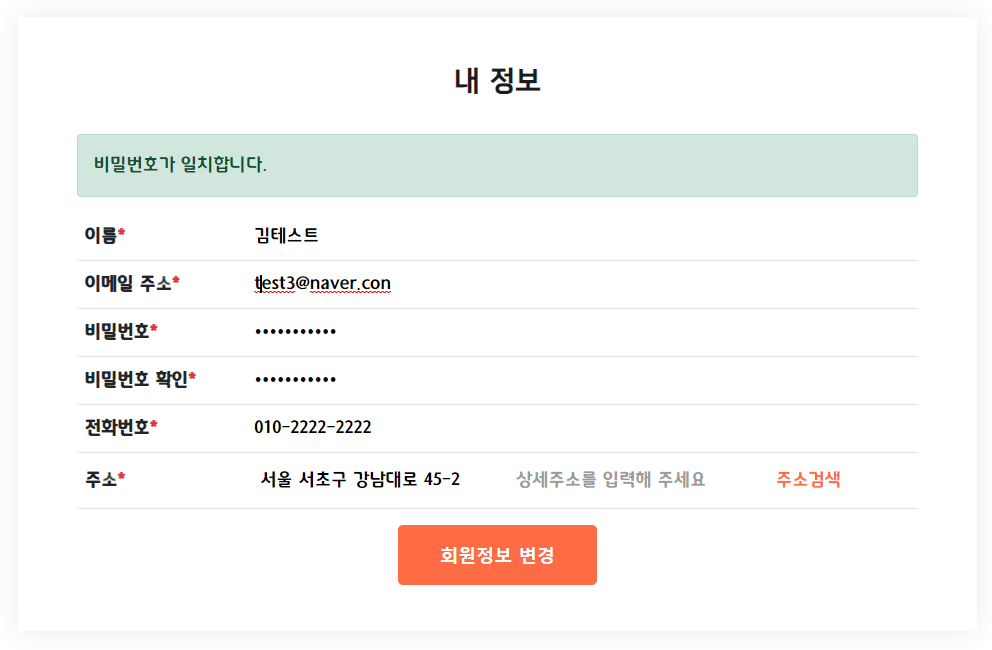 내 정보
비밀번호가 일치합니다.
이름* 김테스트
이메일 주소* test3@naver.con
비밀번호* •••••••••••
비밀번호 확인* •••••••••••
전화번호* 010-2222-2222
주소* 서울 서초구 강남대로 45-2 상세주소를 입력해 주세요 주소검색
회원정보 변경